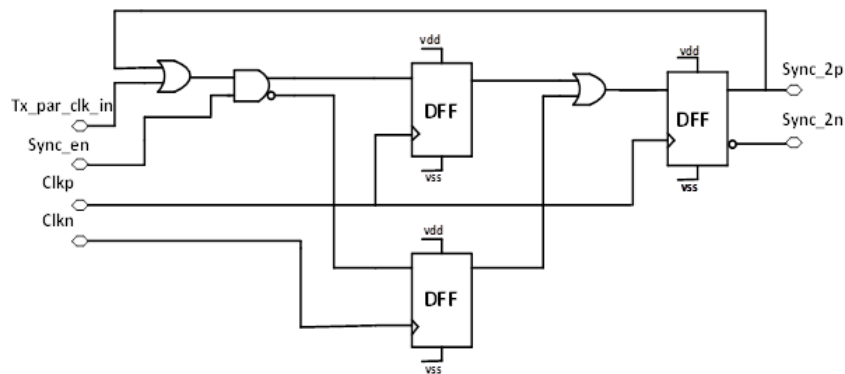 vdd
vdd
Sync_2p
DFF
DFF
Tx_par_clk_in
Sync_2n
Sync_en
vss
vss
Clkp
Clkn
vdd
DFF
vss